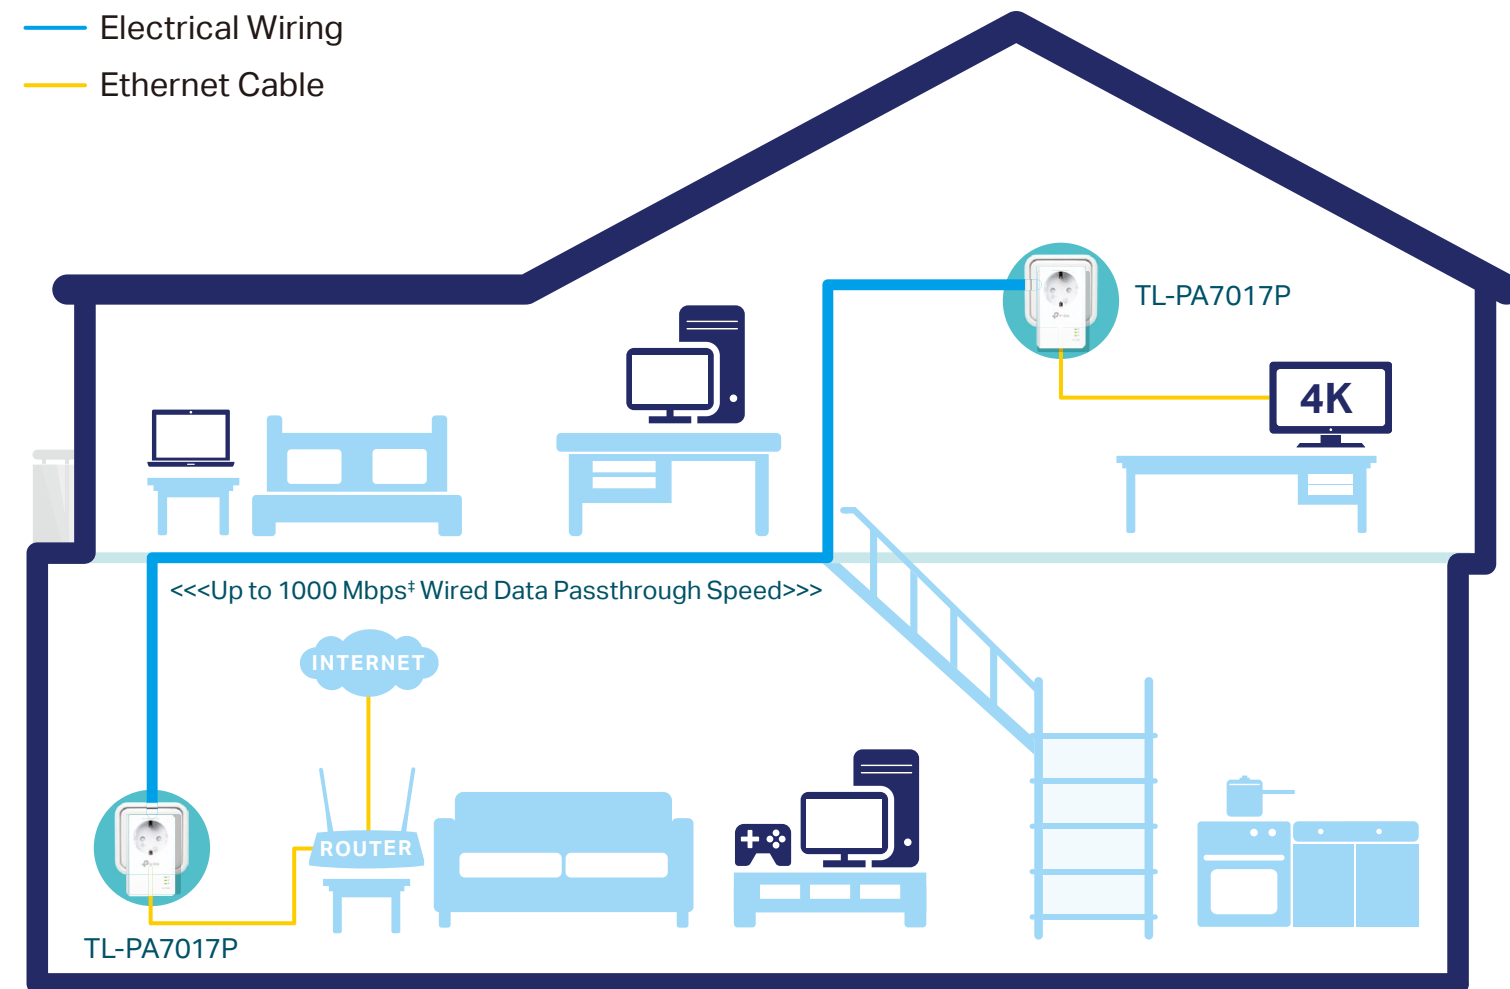 Electrical Wiring
Ethernet Cable
TL-PA7017P
4K
<<<Up to 1000 Mbps‡ Wired Data Passthrough Speed>>>
INTERNET
ROUTER
TL-PA7017P